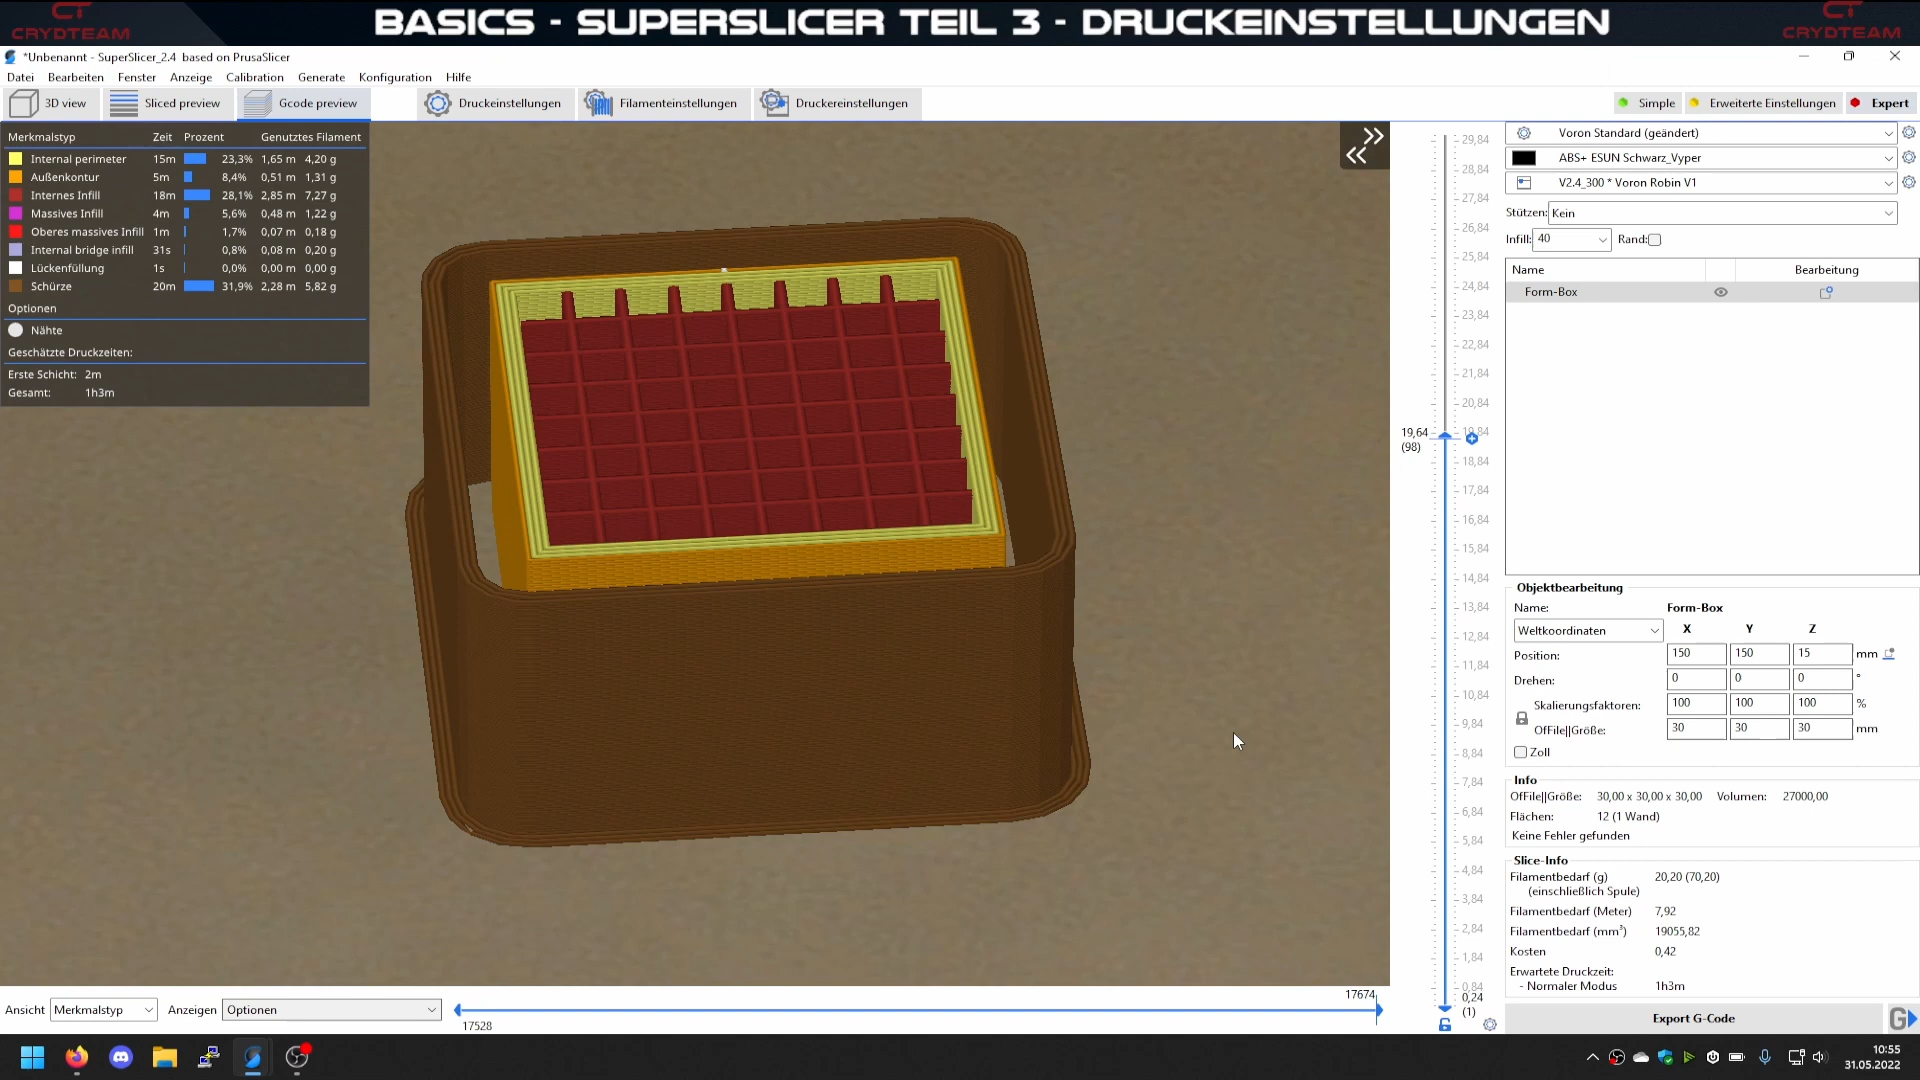 CT
CRYDTEAM
BASICS - SUPERSLICER TEIL 3 - DRUCKEINSTELLUNGEN
CT
CRYDTEAM
*Unbenannt - SuperSlicer_2.4 based on PrusaSlicer
Datei Bearbeiten Fenster Anzeige Calibration Generate Konfiguration Hilfe
3D view Sliced preview Gcode preview Druckeinstellungen Filamenteinstellungen Druckereinstellungen Simple Erweiterte Einstellungen Expert
Merkmalstyp Zeit Prozent Genutztes Filament
Internal perimeter 15m 23,3% 1,65 m 4,20 g
Außenkontur 5m 8,4% 0,51 m 1,31 g
Internes Infill 18m 28,1% 2,85 m 7,27 g
Massives Infill 4m 5,6% 0,48 m 1,22 g
Oberes massives Infill 1m 1,7% 0,07 m 0,18 g
Internal bridge infill 31s 0,8% 0,08 m 0,20 g
Lückenfüllung 1s 0,0% 0,00 m 0,00 g
Schürze 20m 31,9% 2,28 m 5,82 g
Optionen
Nähte
Geschätzte Druckzeiten:
Erste Schicht: 2m
Gesamt: 1h3m
29,84
28,84
27,84
26,84
25,84
24,84
23,84
22,84
21,84
20,84
19,84
18,84
17,84
16,84
15,84
14,84
13,84
12,84
11,84
10,84
9,84
8,84
7,84
6,84
5,84
4,84
3,84
2,84
1,84
0,84
19,64
(98)
0,24
(1)
Voron Standard (geändert)
ABS+ ESUN Schwarz_Vyper
V2.4_300 * Voron Robin V1
Stützen: Kein
Infill: 40 Rand:
Name Bearbeitung
Form-Box
Objektbearbeitung
Name: Form-Box
Weltkoordinaten X Y Z
Position: 150 150 15 mm
Drehen: 0 0 0 °
Skalierungsfaktoren: 100 100 100 %
OfFile||Größe: 30 30 30 mm
Zoll
Info
OfFile||Größe: 30,00 x 30,00 x 30,00 Volumen: 27000,00
Flächen: 12 (1 Wand)
Keine Fehler gefunden
Slice-Info
Filamentbedarf (g) 20,20 (70,20)
(einschließlich Spule)
Filamentbedarf (Meter) 7,92
Filamentbedarf (mm³) 19055,82
Kosten 0,42
Erwartete Druckzeit:
- Normaler Modus 1h3m
Export G-Code
G
Ansicht Merkmalstyp Anzeigen Optionen
17674
17528
10:55
31.05.2022